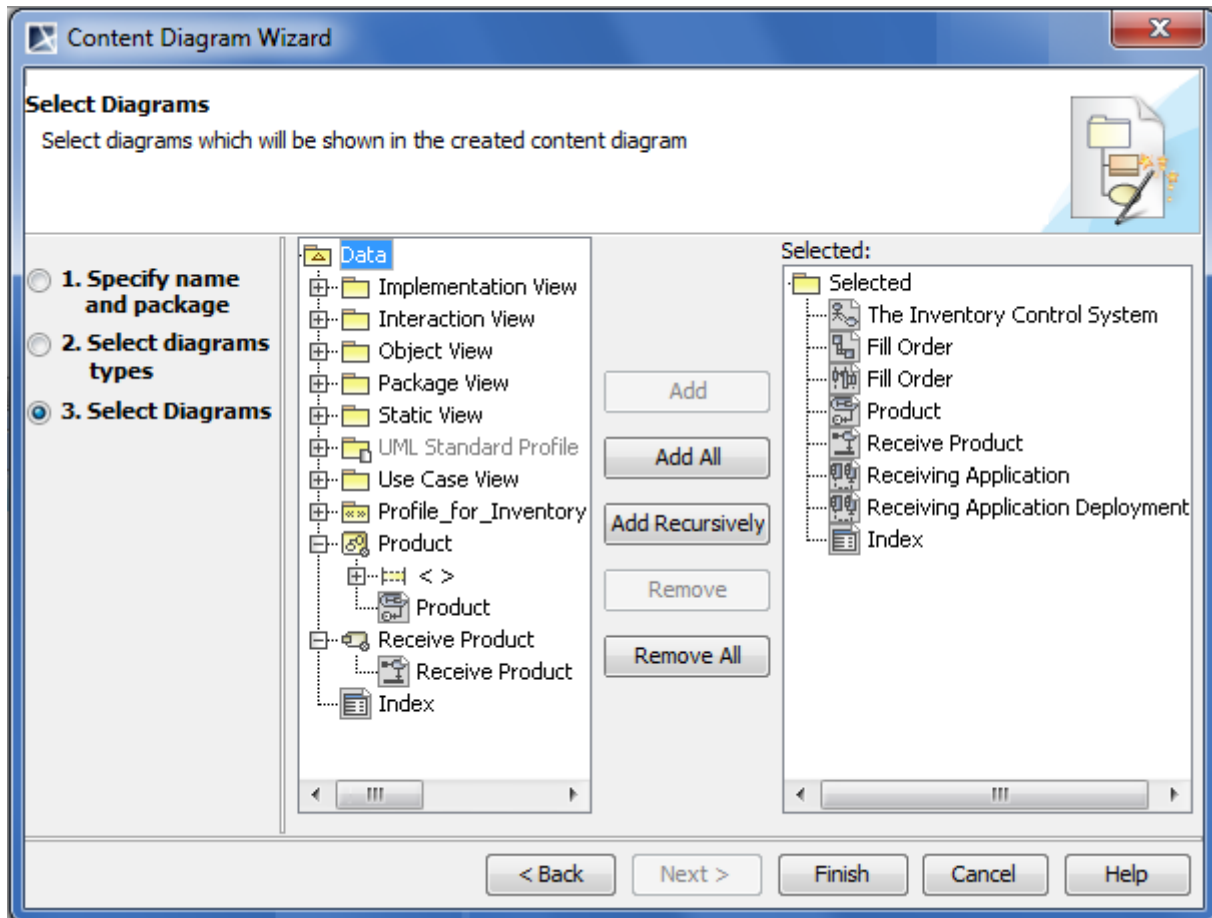 Content Diagram Wizard
x
Select Diagrams
Select diagrams which will be shown in the created content diagram
1. Specify name
and package
2. Select diagrams
types
3. Select Diagrams
Data
Implementation View
Interaction View
Object View
Package View
Static View
UML Standard Profile
Use Case View
«» Profile_for_Inventory
Product
< >
Product
Receive Product
Receive Product
Index
Add
Add All
Add Recursively
Remove
Remove All
Selected:
Selected
The Inventory Control System
Fill Order
Fill Order
Product
Receive Product
Receiving Application
Receiving Application Deployment
Index
< Back
Next >
Finish
Cancel
Help